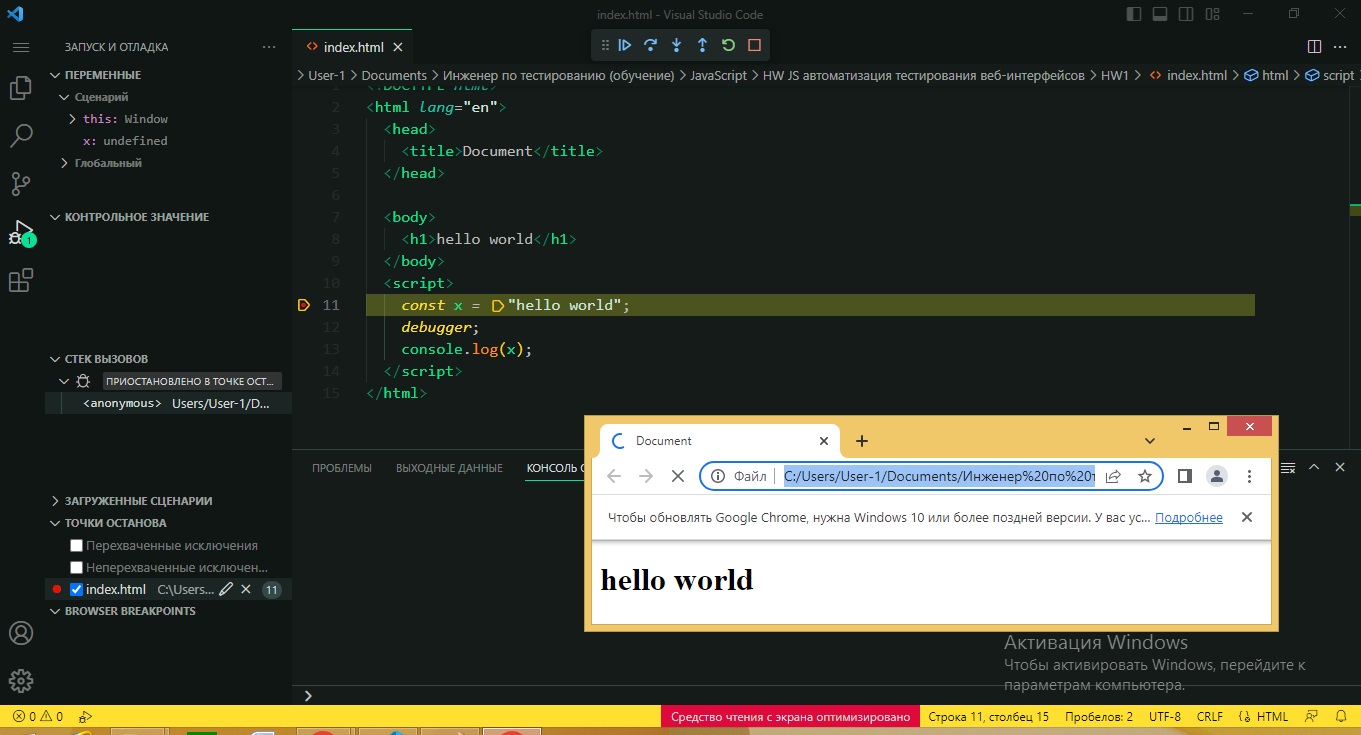 index.html - Visual Studio Code
ЗАПУСК И ОТЛАДКА
ПЕРЕМЕННЫЕ
Сценарий
this: Window
x: undefined
Глобальный
КОНТРОЛЬНОЕ ЗНАЧЕНИЕ
СТЕК ВЫЗОВОВ
ПРИОСТАНОВЛЕНО В ТОЧКЕ ОСТ...
<anonymous> Users/User-1/D...
ЗАГРУЖЕННЫЕ СЦЕНАРИИ
ТОЧКИ ОСТАНОВА
Перехваченные исключения
Неперехваченные исключен...
index.html C:\Users... 11
BROWSER BREAKPOINTS
1
index.html
> User-1 > Documents > Инженер по тестированию (обучение) > JavaScript > HW JS автоматизация тестирования веб-интерфейсов > HW1 > index.html > html > script
1 <!DOCTYPE html>
2 <html lang="en">
3 <head>
4 <title>Document</title>
5 </head>
6
7 <body>
8 <h1>hello world</h1>
9 </body>
10 <script>
11 const x = "hello world";
12 debugger;
13 console.log(x);
14 </script>
15 </html>
ПРОБЛЕМЫ ВЫХОДНЫЕ ДАННЫЕ КОНСОЛЬ
Document
Файл C:/Users/User-1/Documents/Инженер%20по%20
Чтобы обновлять Google Chrome, нужна Windows 10 или более поздней версии. У вас ус... Подробнее
hello world
Активация Windows
Чтобы активировать Windows, перейдите к
параметрам компьютера.
0 0
Средство чтения с экрана оптимизировано Строка 11, столбец 15 Пробелов: 2 UTF-8 CRLF HTML